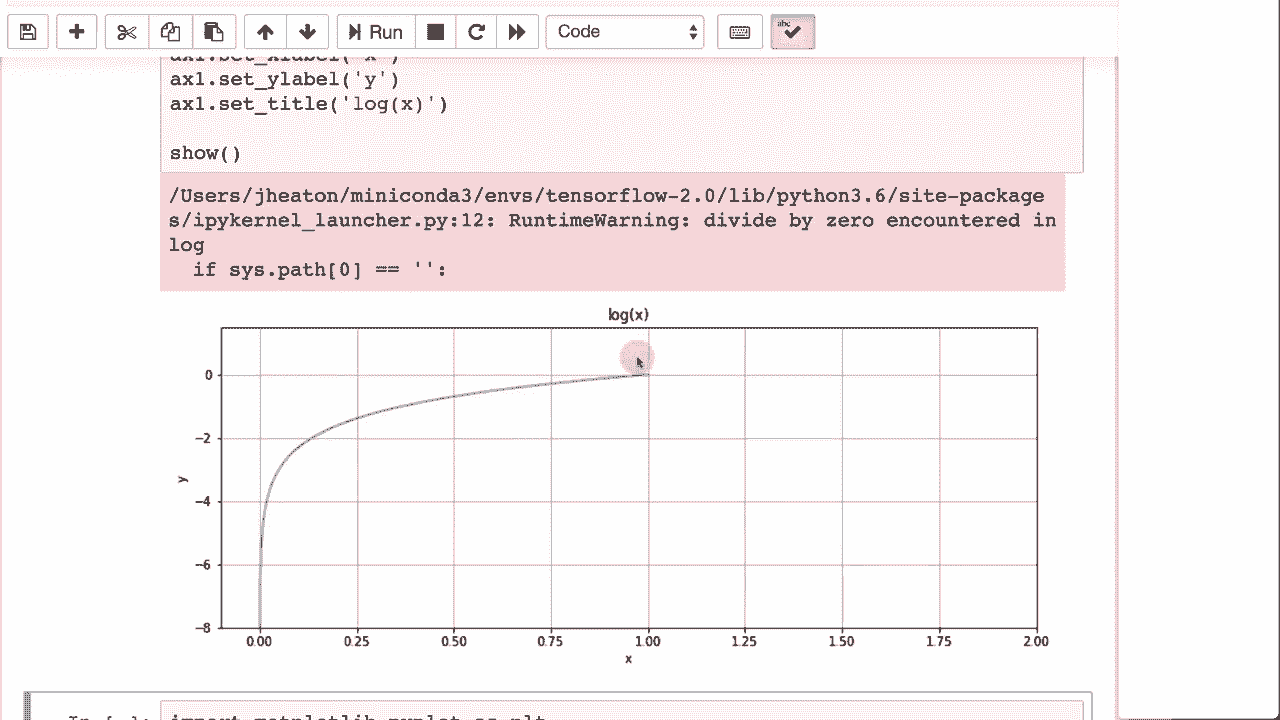 Run
Code
abc
ax1.set_xlabel('x')
ax1.set_ylabel('y')
ax1.set_title('log(x)')
show()
/Users/jheaton/miniconda3/envs/tensorflow-2.0/lib/python3.6/site-package
s/ipykernel_launcher.py:12: RuntimeWarning: divide by zero encountered in
log
if sys.path[0] == '':
log(x)
0
-2
-4
-6
-8
y
0.00 0.25 0.50 0.75 1.00 1.25 1.50 1.75 2.00
x
import matplotlib.pyplot as plt